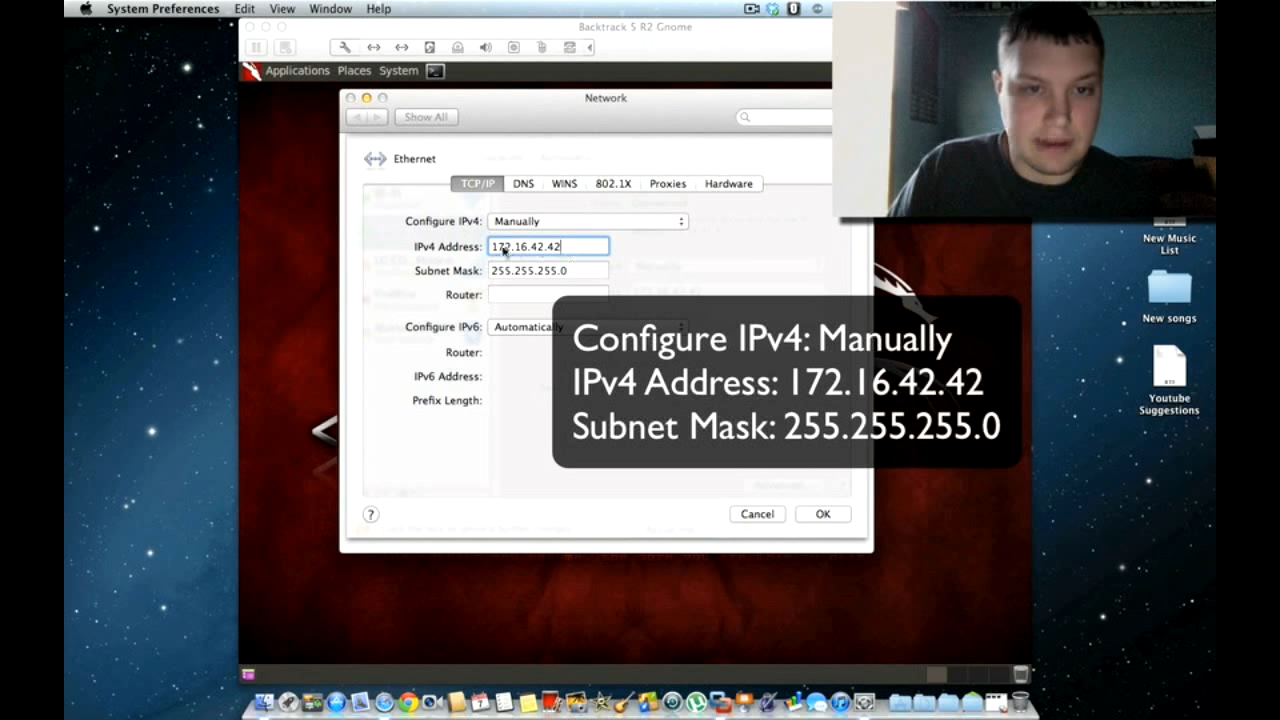 System Preferences Edit View Window Help
Backtrack 5 R2 Gnome
Applications Places System
Network
Show All
Ethernet
TCP/IP DNS WINS 802.1X Proxies Hardware
Configure IPv4: Manually
IPv4 Address: 172.16.42.42
Subnet Mask: 255.255.255.0
Router:
Configure IPv6: Automatically
Router:
IPv6 Address:
Prefix Length:
? Cancel OK
Configure IPv4: Manually
IPv4 Address: 172.16.42.42
Subnet Mask: 255.255.255.0
New Music
List
New songs
Youtube
Suggestions